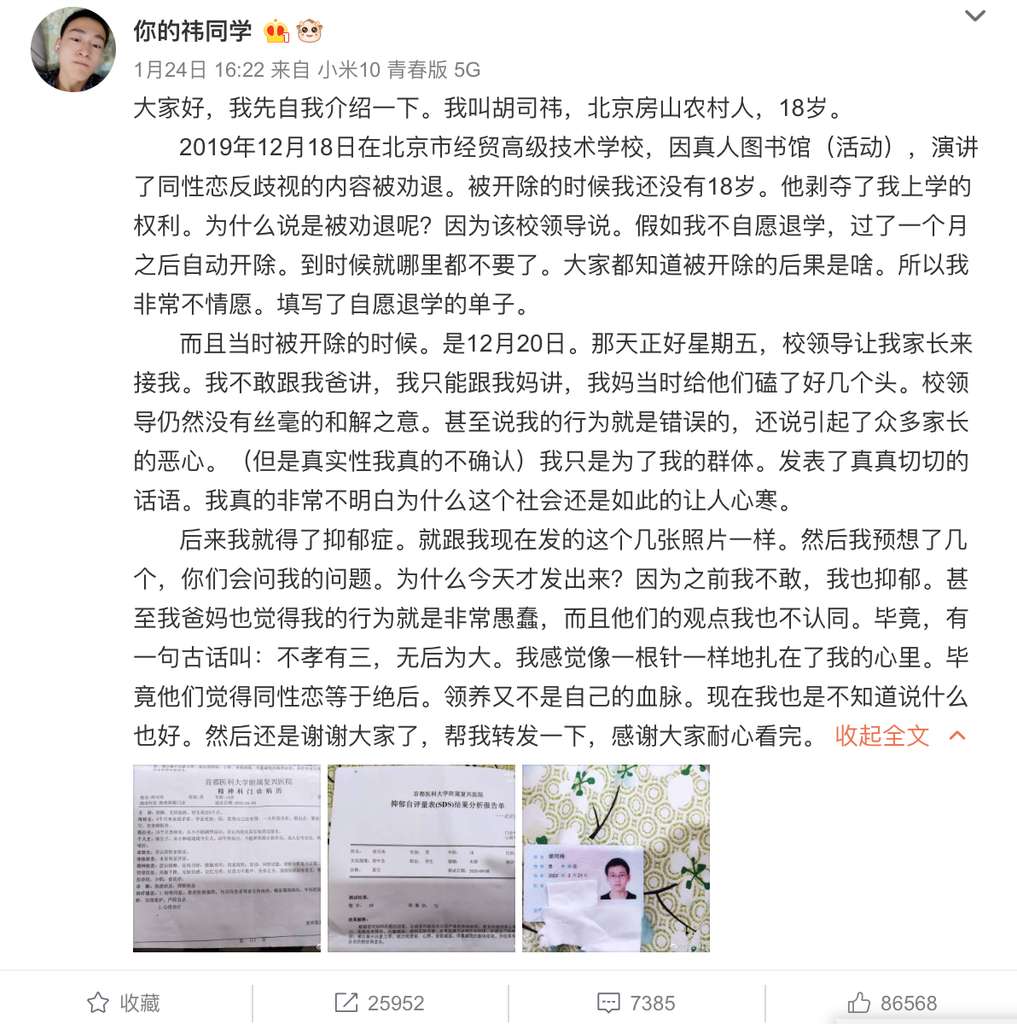 你的祎同学
1月24日 16:22 来自 小米10 青春版 5G
大家好，我先自我介绍一下。我叫胡司祎，北京房山农村人，18岁。
2019年12月18日在北京市经贸高级技术学校，因真人图书馆（活动），演讲
了同性恋反歧视的内容被劝退。被开除的时候我还没有18岁。他剥夺了我上学的
权利。为什么说是被劝退呢？因为该校领导说。假如我不自愿退学，过了一个月
之后自动开除。到时候就哪里都不要了。大家都知道被开除的后果是啥。所以我
非常不情愿。填写了自愿退学的单子。
而且当时被开除的时候。是12月20日。那天正好星期五，校领导让我家长来
接我。我不敢跟我爸讲，我只能跟我妈讲，我妈当时给他们磕了好几个头。校领
导仍然没有丝毫的和解之意。甚至说我的行为就是错误的，还说引起了众多家长
的恶心。（但是真实性我真的不确认）我只是为了我的群体。发表了真真切切的
话语。我真的非常不明白为什么这个社会还是如此的让人心寒。
后来我就得了抑郁症。就跟我现在发的这个几张照片一样。然后我预想了几
个，你们会问我的问题。为什么今天才发出来？因为之前我不敢，我也抑郁。甚
至我爸妈也觉得我的行为就是非常愚蠢，而且他们的观点我也不认同。毕竟，有
一句古话叫：不孝有三，无后为大。我感觉像一根针一样地扎在了我的心里。毕
竟他们觉得同性恋等于绝后。领养又不是自己的血脉。现在我也是不知道说什么
也好。然后还是谢谢大家了，帮我转发一下，感谢大家耐心看完。 收起全文
首都医科大学附属复兴医院
精神科门诊病历
首都医科大学附属复兴医院
抑郁自评量表(SDS)结果分析报告单
收藏
25952
7385
86568